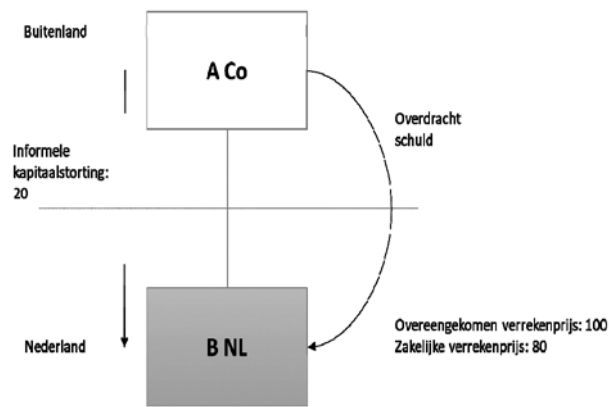 Buitenland
A Co
Overdracht
schuld
Informele
kapitaalstorting:
20
Nederland
B NL
Overeengekomen verrekenprijs: 100
Zakelijke verrekenprijs: 80